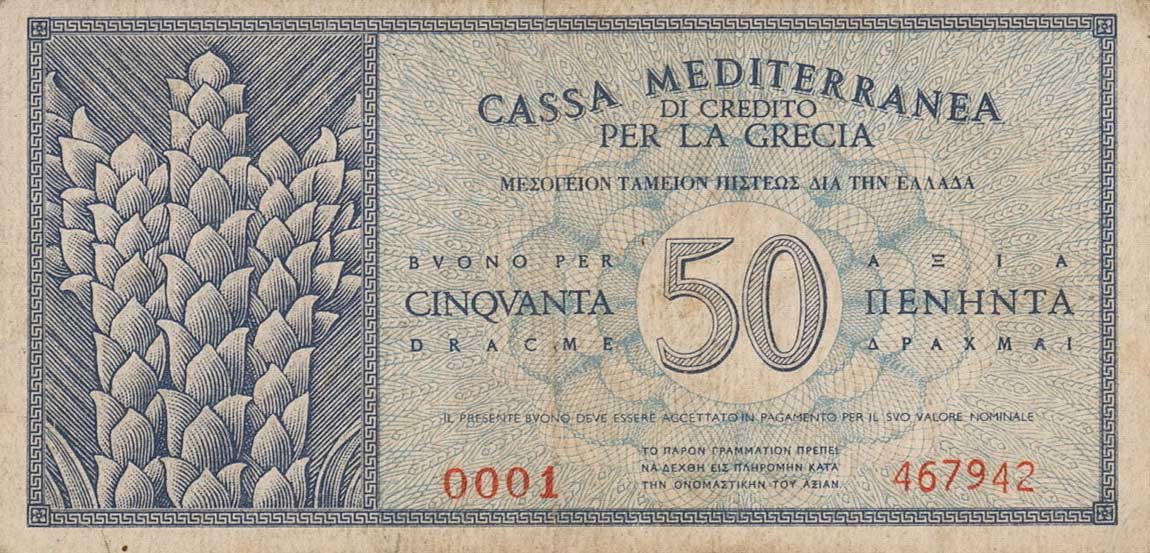 CASSA MEDITERRANEA
DI CREDITO
PER LA GRECIA
ΜΕΣΟΓΕΙΟΝ ΤΑΜΕΙΟΝ ΠΙΣΤΕΩΣ ΔΙΑ ΤΗΝ ΕΛΛΑΔΑ
BVONO PER
CINQVANTA
DRACME
50
ΑΞΙΑ
ΠΕΝΗΝΤΑ
ΔΡΑΧΜΑΙ
IL PRESENTE BVONO DEVE ESSERE ACCETTATO IN PAGAMENTO PER IL SVO VALORE NOMINALE
ΤΟ ΠΑΡΟΝ ΓΡΑΜΜΑΤΙΟΝ ΠΡΕΠΕΙ
ΝΑ ΔΕΧΘΗ ΕΙΣ ΠΛΗΡΟΜΗΝ ΚΑΤΑ
ΤΗΝ ΟΝΟΜΑΣΤΙΚΗΝ ΤΟΥ ΑΞΙΑΝ.
0001
467942